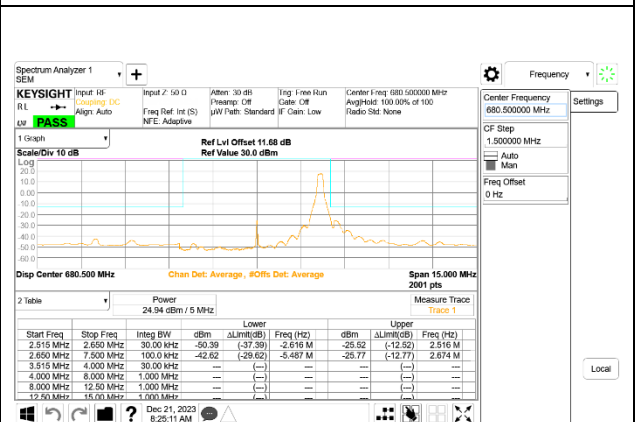 Spectrum Analyzer 1
SEM
+
Frequency
KEYSIGHT
Input: RF
Coupling: DC
Align: Auto
Input Z: 50 Ω
Freq Ref: Int (S)
NFE: Adaptive
Atten: 30 dB
Preamp: Off
µW Path: Standard
Trig: Free Run
Gate: Off
IF Gain: Low
Center Freq: 680.500000 MHz
Avg|Hold: 100.00% of 100
Radio Std: None
RL
PASS
Center Frequency
680.500000 MHz
Settings
CF Step
1.500000 MHz
Auto
Man
Freq Offset
0 Hz
1 Graph
Scale/Div 10 dB
Ref Lvl Offset 11.68 dB
Ref Value 30.0 dBm
Log
20.0
10.0
0.00
-10.0
-20.0
-30.0
-40.0
-50.0
-60.0
Disp Center 680.500 MHz
Chan Det: Average , #Offs Det: Average
Span 15.000 MHz
2001 pts
2 Table
Power
24.94 dBm / 5 MHz
Measure Trace
Trace 1
Lower Upper
Start Freq Stop Freq Integ BW dBm ΔLimit(dB) Freq (Hz) dBm ΔLimit(dB) Freq (Hz)
2.515 MHz 2.650 MHz 30.00 kHz -50.39 (-37.39) -2.616 M -25.52 (-12.52) 2.516 M
2.650 MHz 7.500 MHz 100.0 kHz -42.62 (-29.62) -5.487 M -25.77 (-12.77) 2.674 M
3.515 MHz 4.000 MHz 30.00 kHz --- (---) --- --- (---) ---
4.000 MHz 8.000 MHz 1.000 MHz --- (---) --- --- (---) ---
8.000 MHz 12.50 MHz 1.000 MHz --- (---) --- --- (---) ---
12.50 MHz 15.00 MHz 1.000 MHz --- (---) --- --- (---) ---
Local
?
Dec 21, 2023
8:25:11 AM